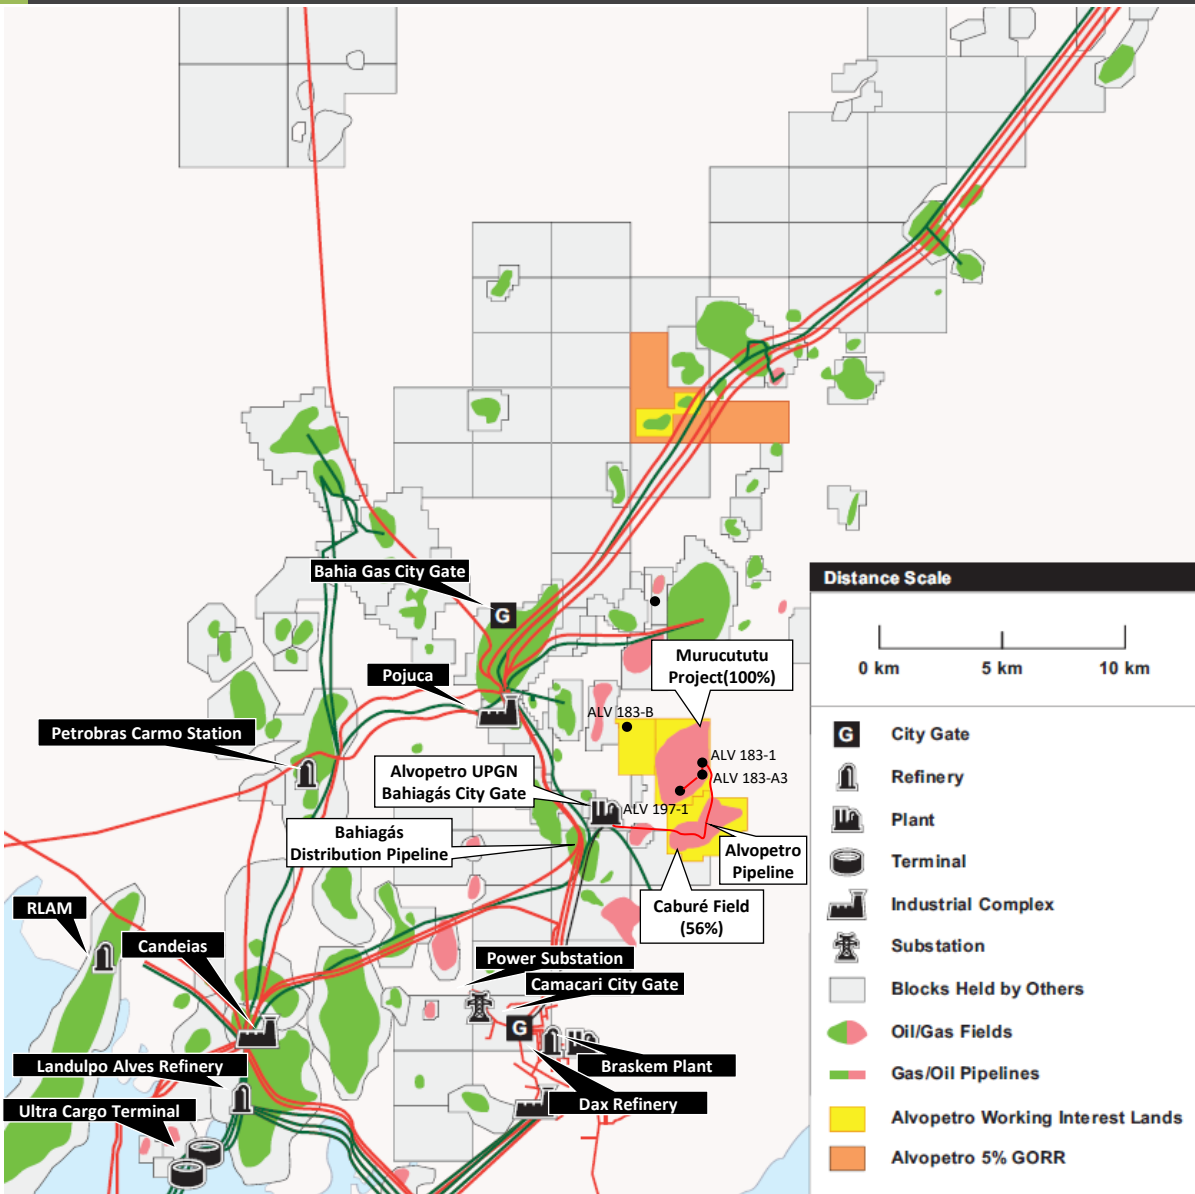 Bahia Gas City Gate
G
Murucututu
Project(100%)
Pojuca
ALV 183-B
Petrobras Carmo Station
ALV 183-1
Alvopetro UPGN
Bahiagás City Gate
ALV 183-A3
ALV 197-1
Bahiagás
Distribution Pipeline
Alvopetro
Pipeline
Caburé Field
(56%)
RLAM
Candeias
Power Substation
Camacari City Gate
G
Landulpo Alves Refinery
Braskem Plant
Dax Refinery
Ultra Cargo Terminal
Distance Scale
0 km
5 km
10 km
G
City Gate
Refinery
Plant
Terminal
Industrial Complex
Substation
Blocks Held by Others
Oil/Gas Fields
Gas/Oil Pipelines
Alvopetro Working Interest Lands
Alvopetro 5% GORR